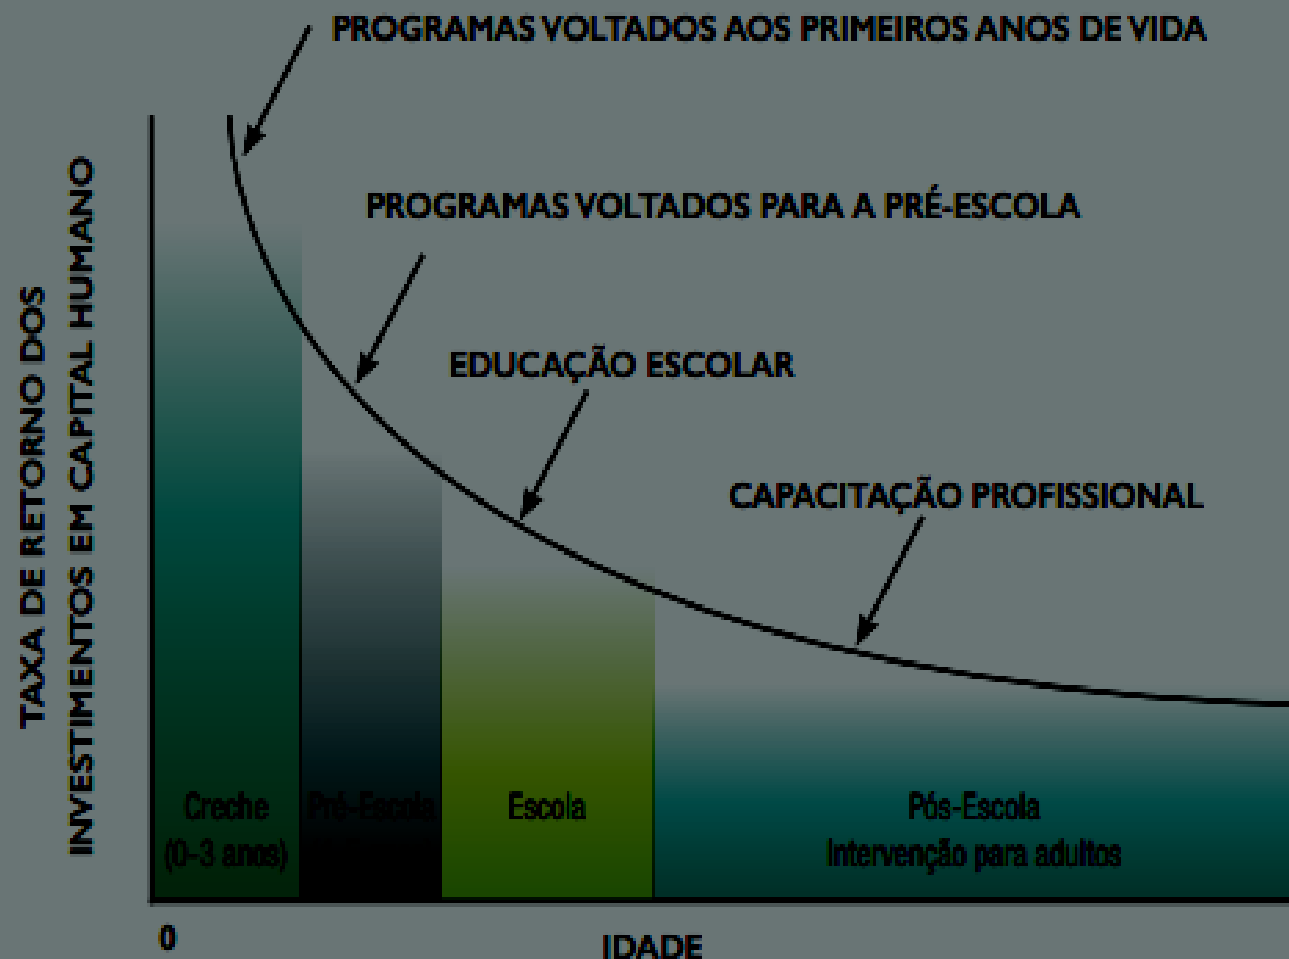 PROGRAMAS VOLTADOS AOS PRIMEIROS ANOS DE VIDA
PROGRAMAS VOLTADOS PARA A PRÉ-ESCOLA
EDUCAÇÃO ESCOLAR
CAPACITAÇÃO PROFISSIONAL
TAXA DE RETORNO DOS
INVESTIMENTOS EM CAPITAL HUMANO
Creche
(0-3 anos)
Pré-Escola
Escola
Pós-Escola
Intervenção para adultos
0
IDADE